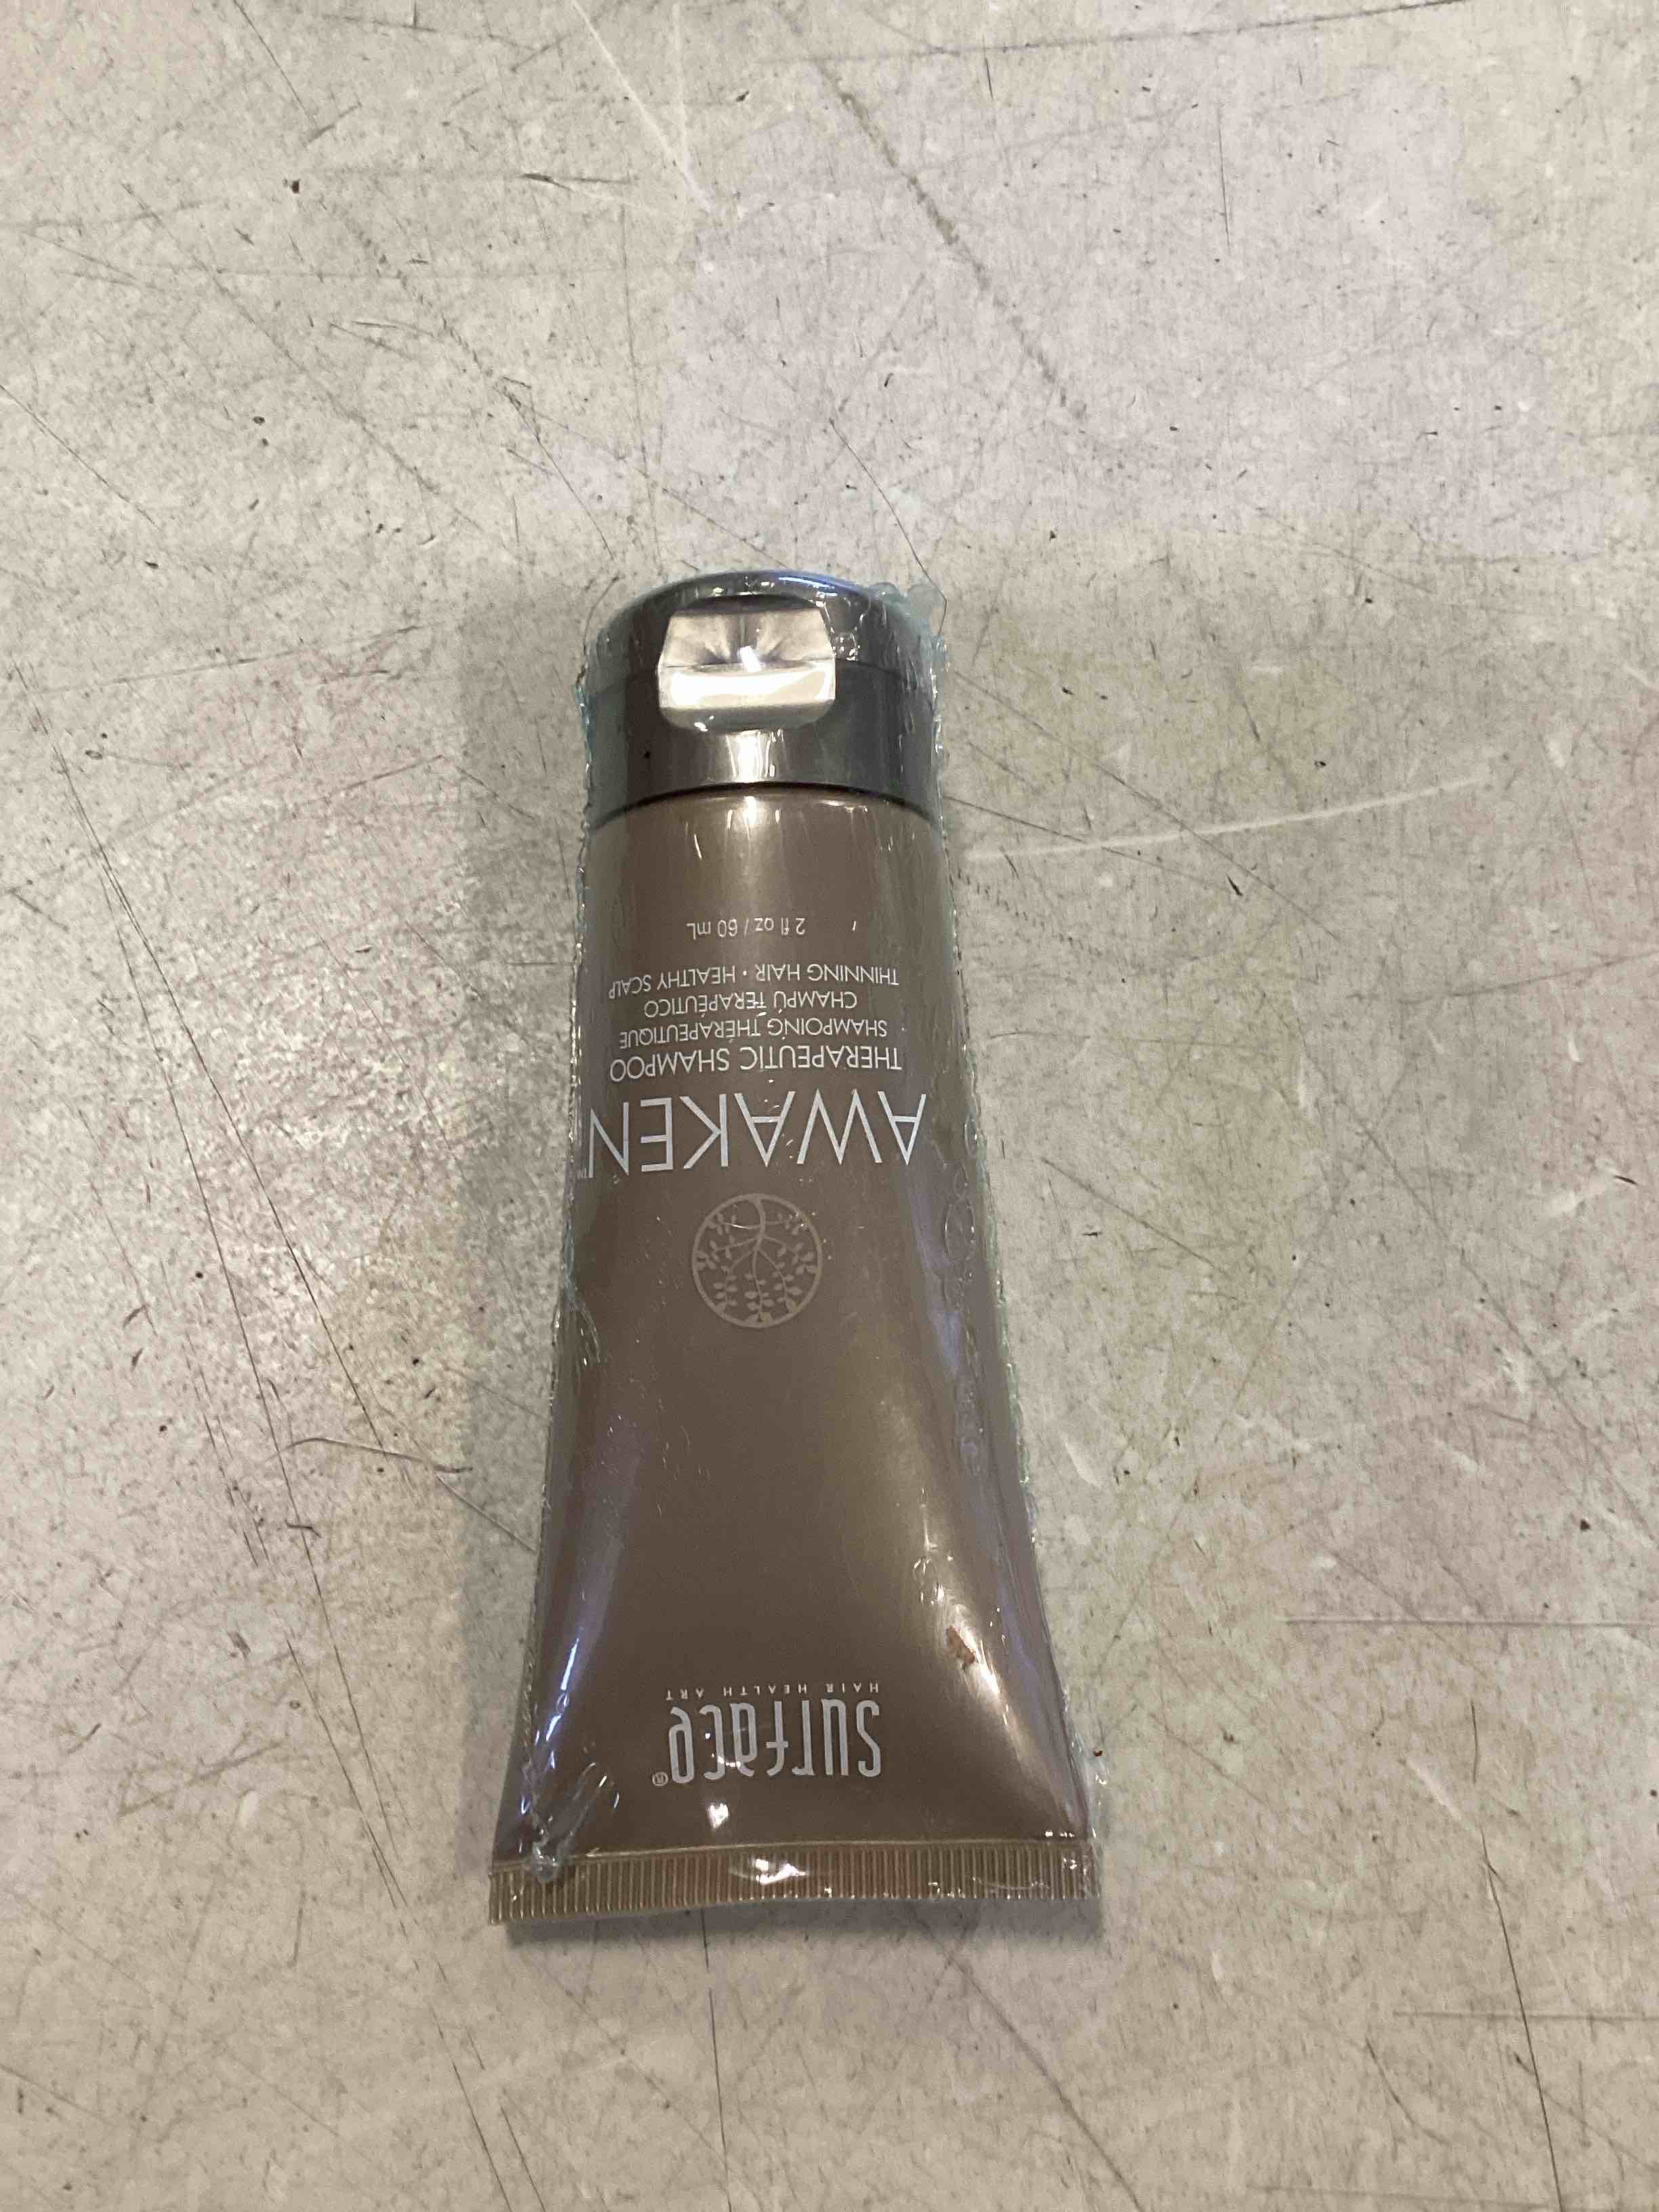 surface®
HAIR HEALTH ART
AWAKEN™
THERAPEUTIC SHAMPOO
SHAMPOING THÉRAPEUTIQUE
CHAMPÚ TERAPÉUTICO
THINNING HAIR • HEALTHY SCALP
2 fl oz / 60 mL